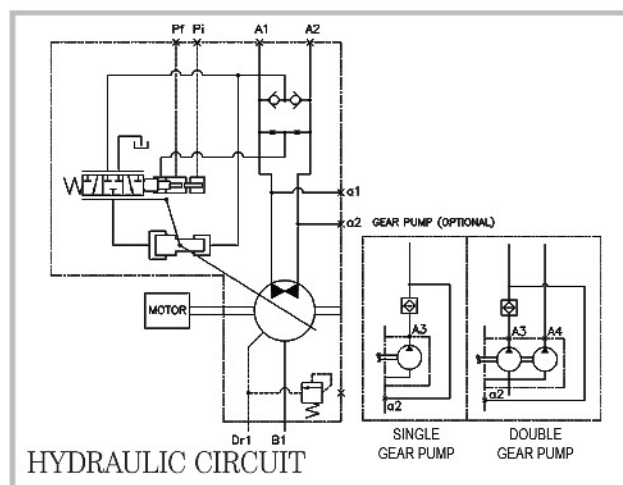 Pf Pi A1 A2
a1
a2 GEAR PUMP (OPTIONAL)
MOTOR
A3
a2
A3 A4
a2
SINGLE
GEAR PUMP
DOUBLE
GEAR PUMP
Dr1 B1
HYDRAULIC CIRCUIT